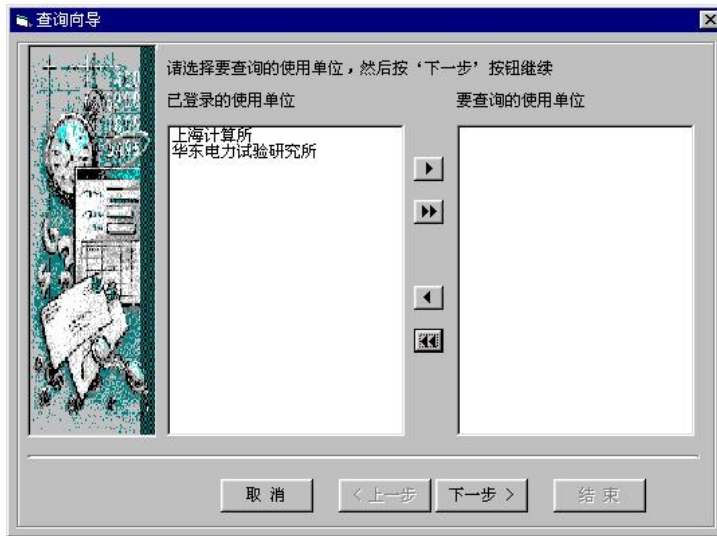 查询向导
请选择要查询的使用单位，然后按‘下一步’按钮继续
已登录的使用单位
要查询的使用单位
上海计算所
华东电力试验研究所
取 消
< 上一步
下一步 >
结 束